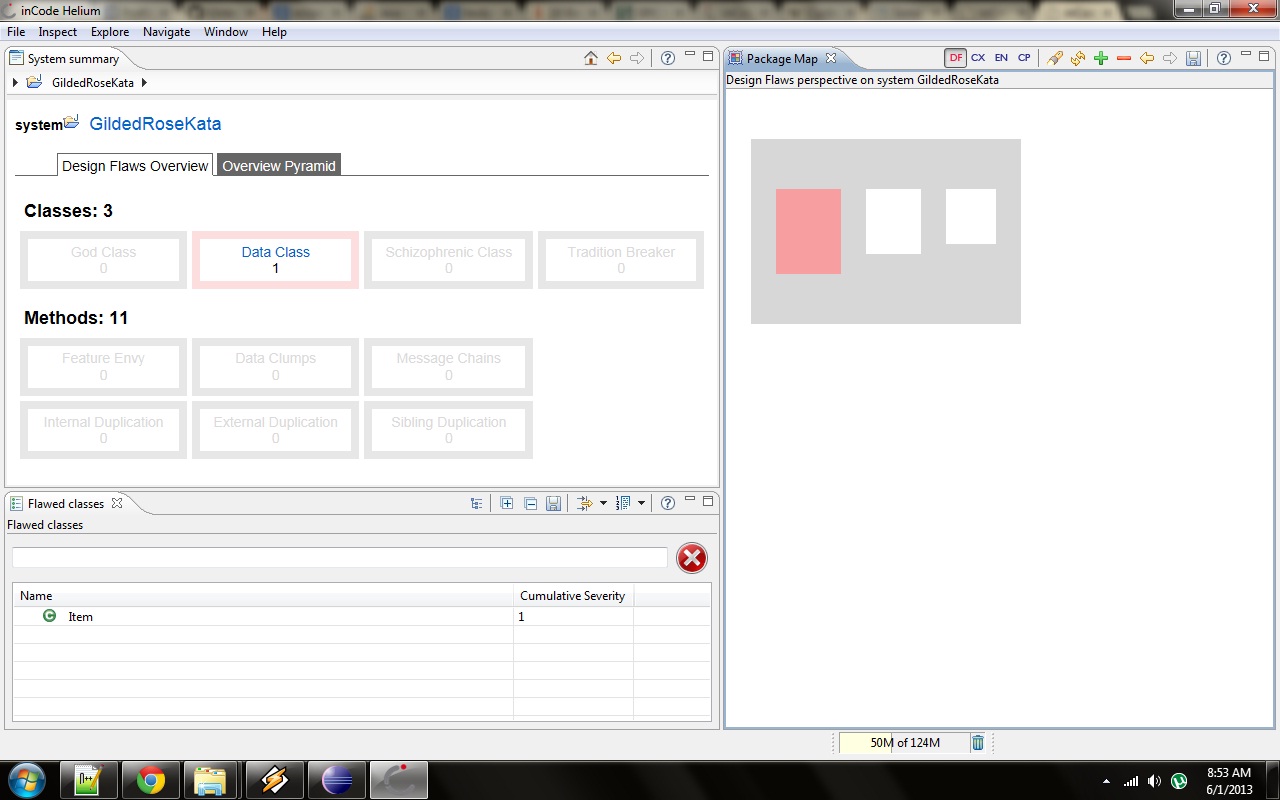 inCode Helium
File Inspect Explore Navigate Window Help
System summary
GildedRoseKata
system GildedRoseKata
Design Flaws Overview Overview Pyramid
Classes: 3
God Class Data Class Schizophrenic Class Tradition Breaker
0 1 0 0
Methods: 11
Feature Envy Data Clumps Message Chains
0 0 0
Internal Duplication External Duplication Sibling Duplication
0 0 0
Flawed classes
Flawed classes
Name Cumulative Severity
Item 1
Package Map DF CX EN CP
Design Flaws perspective on system GildedRoseKata
50M of 124M
8:53 AM
6/1/2013